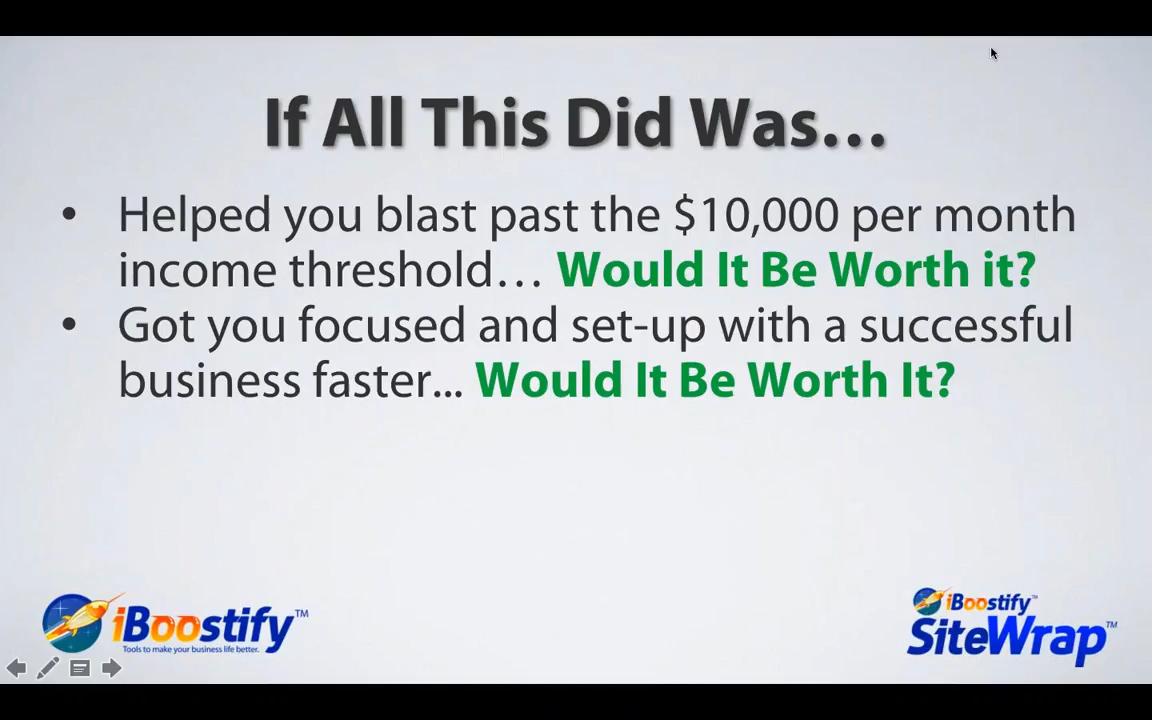 If All This Did Was…
• Helped you blast past the $10,000 per month
income threshold… Would It Be Worth it?
• Got you focused and set-up with a successful
business faster... Would It Be Worth It?
iBoostify™
Tools to make your business life better.
iBoostify™
SiteWrap™